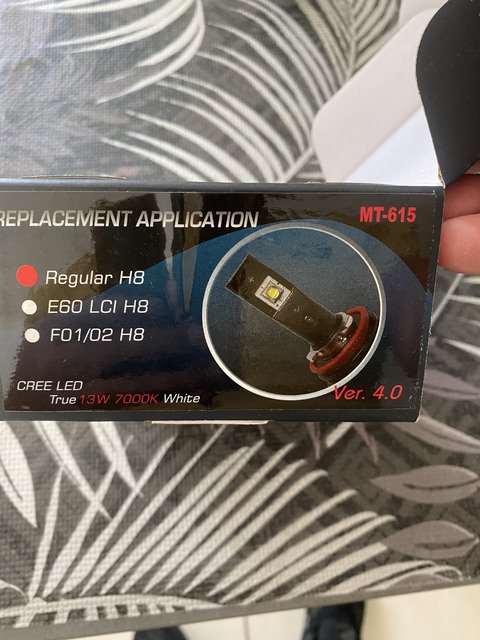 REPLACEMENT APPLICATION
MT-615
Regular H8
E60 LCI H8
F01/02 H8
CREE LED
True 13W 7000K White
Ver. 4.0